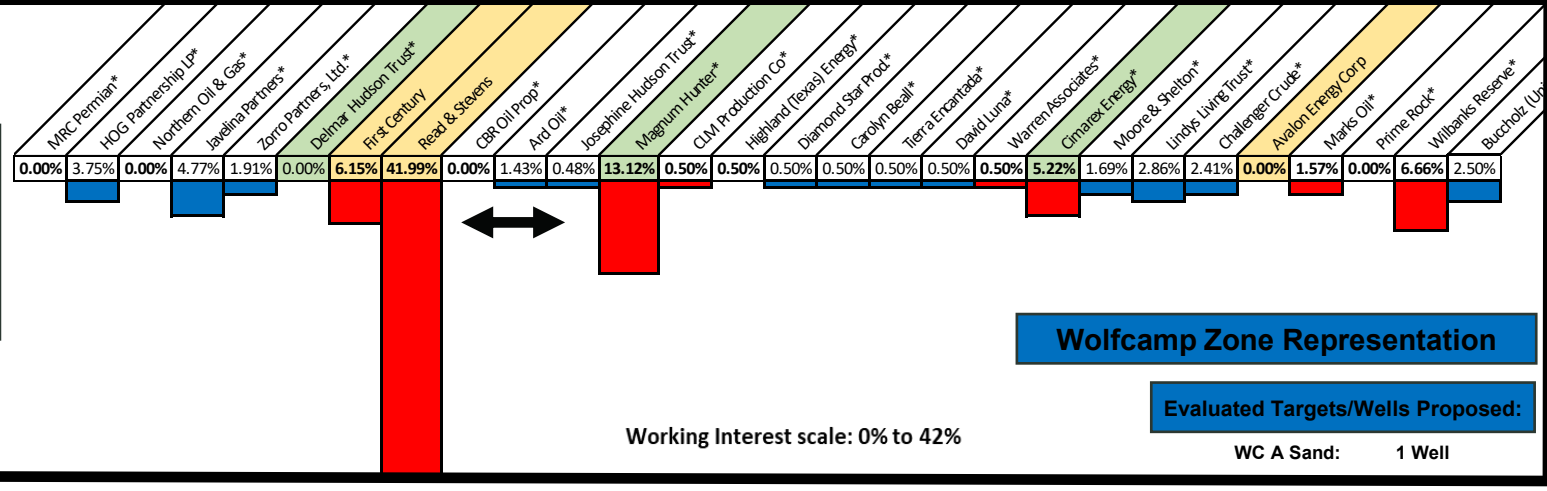 MRC Permian*
HOG Partnership LP*
Northern Oil & Gas*
Javelina Partners*
Zorro Partners, Ltd.*
Delmar Hudson Trust*
First Century
Read & Stevens
CBR Oil Prop*
Ard Oil*
Josephine Hudson Trust*
Magnum Hunter*
CLM Production Co*
Highland (Texas) Energy*
Diamond Star Prod.*
Carolyn Beall*
Tierra Encantada*
David Luna*
Warren Associates*
Cimarex Energy*
Moore & Shelton*
Lindys Living Trust*
Challenger Crude*
Avalon Energy Corp
Marks Oil*
Prime Rock*
Wilbanks Reserve*
Buccholz (Un
0.00% 3.75% 0.00% 4.77% 1.91% 0.00% 6.15% 41.99% 0.00% 1.43% 0.48% 13.12% 0.50% 0.50% 0.50% 0.50% 0.50% 0.50% 0.50% 5.22% 1.69% 2.86% 2.41% 0.00% 1.57% 0.00% 6.66% 2.50%
Wolfcamp Zone Representation
Evaluated Targets/Wells Proposed:
Working Interest scale: 0% to 42%
WC A Sand: 1 Well